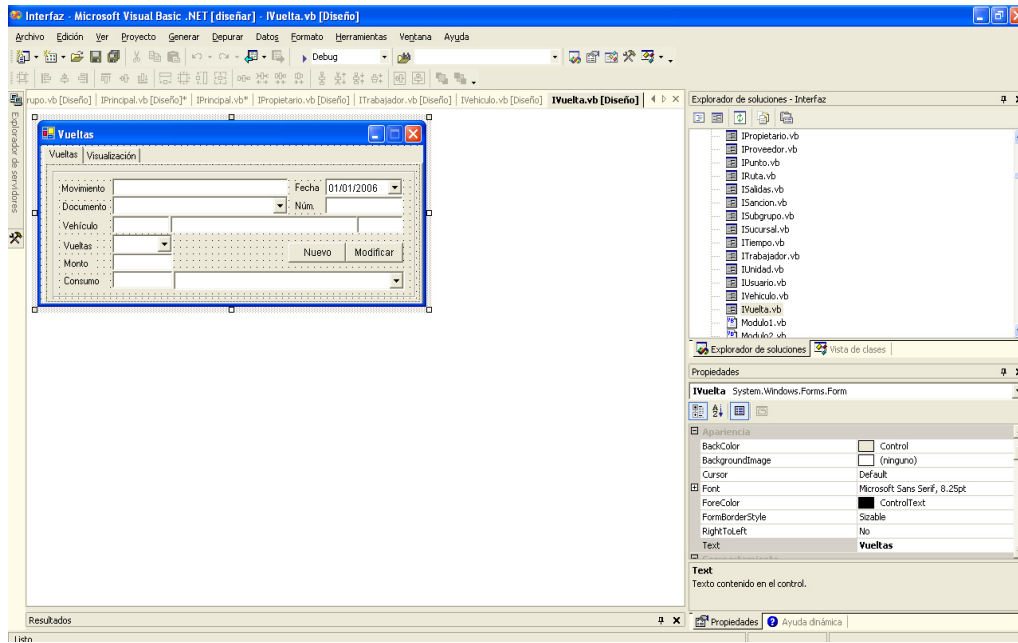 Interfaz - Microsoft Visual Basic .NET [diseñar] - IVuelta.vb [Diseño]
Archivo Edición Ver Proyecto Generar Depurar Datos Formato Herramientas Ventana Ayuda
Debug
rupo.vb [Diseño] IPrincipal.vb [Diseño]* IPrincipal.vb* IPropietario.vb [Diseño] ITrabajador.vb [Diseño] IVehiculo.vb [Diseño] IVuelta.vb [Diseño]
Explorador de servidores
Vueltas
Vueltas Visualización
Movimiento Fecha 01/01/2006
Documento Núm.
Vehículo
Vueltas
Nuevo Modificar
Monto
Consumo
Explorador de soluciones - Interfaz
IPropietario.vb
IProveedor.vb
IPunto.vb
IRuta.vb
ISalidas.vb
ISancion.vb
ISubgrupo.vb
ISucursal.vb
ITiempo.vb
ITrabajador.vb
IUnidad.vb
IUsuario.vb
IVehiculo.vb
IVuelta.vb
Modulo1.vb
Modulo2.vb
Explorador de soluciones Vista de clases
Propiedades
IVuelta System.Windows.Forms.Form
Apariencia
BackColor Control
BackgroundImage (ninguno)
Cursor Default
Font Microsoft Sans Serif, 8.25pt
ForeColor ControlText
FormBorderStyle Sizable
RightToLeft No
Text Vueltas
Comportamiento
Text
Texto contenido en el control.
Resultados
Propiedades Ayuda dinámica
Listo